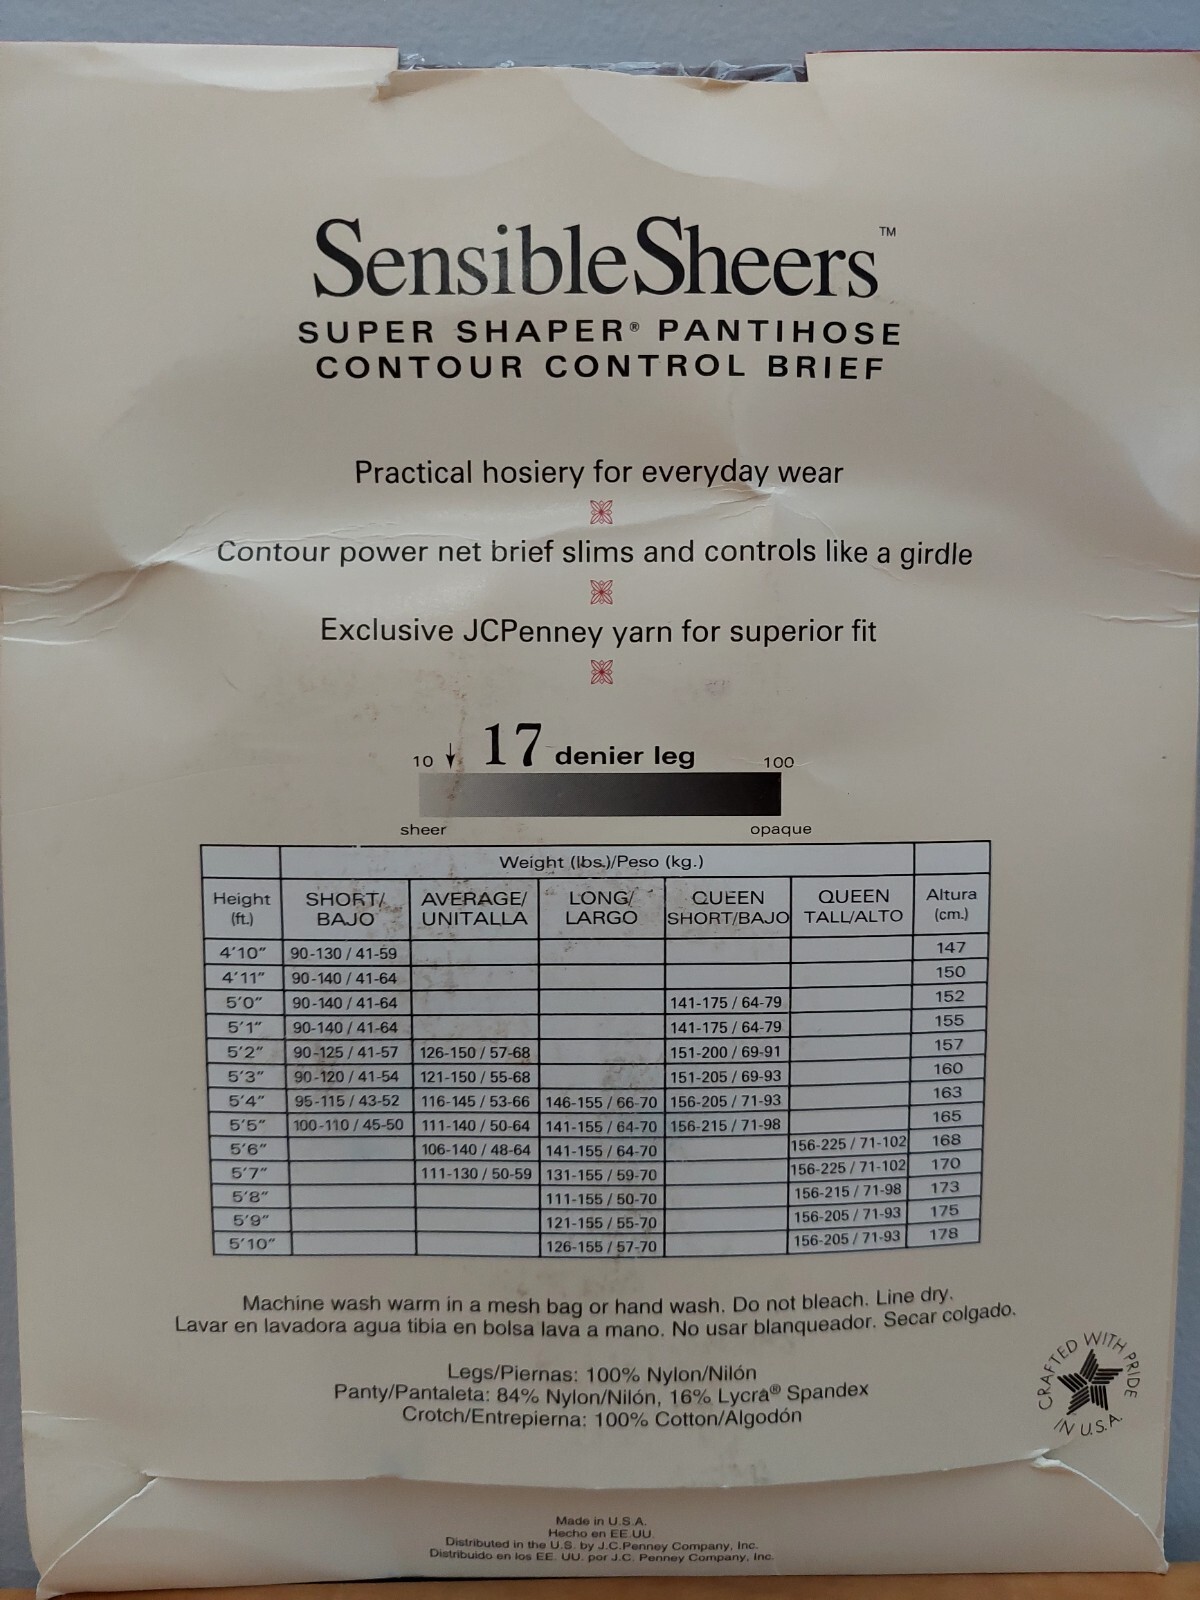 SensibleSheers™
SUPER SHAPER® PANTIHOSE
CONTOUR CONTROL BRIEF
Practical hosiery for everyday wear
Contour power net brief slims and controls like a girdle
Exclusive JCPenney yarn for superior fit
10 ↓ 17 denier leg 100
sheer opaque
Weight (lbs.)/Peso (kg.)
Height (ft.) SHORT/BAJO AVERAGE/UNITALLA LONG/LARGO QUEEN SHORT/BAJO QUEEN TALL/ALTO Altura (cm.)
4'10" 90-130 / 41-59 147
4'11" 90-140 / 41-64 150
5'0" 90-140 / 41-64 141-175 / 64-79 152
5'1" 90-140 / 41-64 141-175 / 64-79 155
5'2" 90-125 / 41-57 126-150 / 57-68 151-200 / 69-91 157
5'3" 90-120 / 41-54 121-150 / 55-68 151-205 / 69-93 160
5'4" 95-115 / 43-52 116-145 / 53-66 146-155 / 66-70 156-205 / 71-93 163
5'5" 100-110 / 45-50 111-140 / 50-64 141-155 / 64-70 156-215 / 71-98 165
5'6" 106-140 / 48-64 141-155 / 64-70 156-225 / 71-102 168
5'7" 111-130 / 50-59 131-155 / 59-70 156-225 / 71-102 170
5'8" 111-155 / 50-70 156-215 / 71-98 173
5'9" 121-155 / 55-70 156-205 / 71-93 175
5'10" 126-155 / 57-70 156-205 / 71-93 178
Machine wash warm in a mesh bag or hand wash. Do not bleach. Line dry.
Lavar en lavadora agua tibia en bolsa lava a mano. No usar blanqueador. Secar colgado.
Legs/Piernas: 100% Nylon/Nilón
Panty/Pantaleta: 84% Nylon/Nilón, 16% Lycra® Spandex
Crotch/Entrepierna: 100% Cotton/Algodón
CRAFTED WITH PRIDE
IN U.S.A.
Made in U.S.A.
Hecho en EE.UU.
Distributed in the U.S. by J.C.Penney Company, Inc.
Distribuido en los EE. UU. por J.C. Penney Company, Inc.